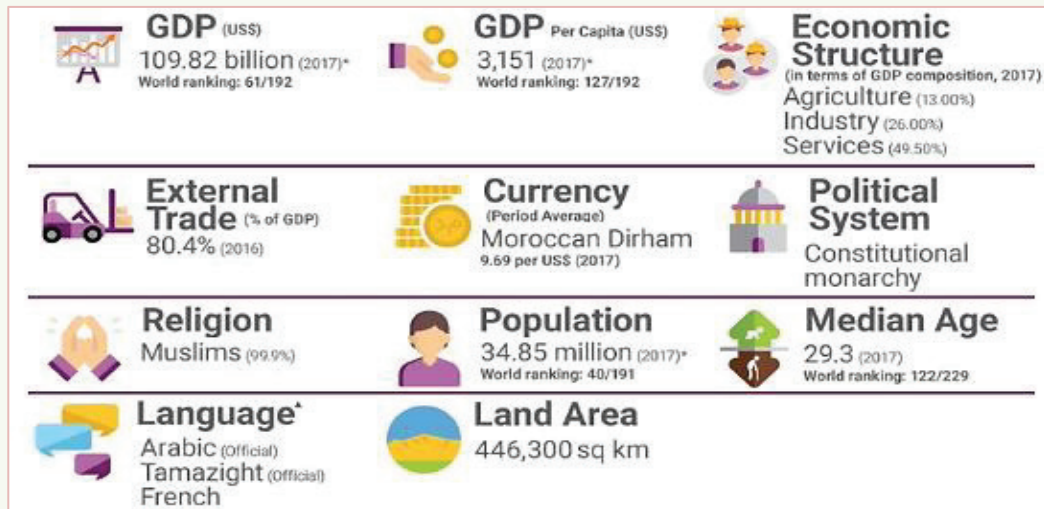 GDP (US$)
109.82 billion (2017)*
World ranking: 61/192
GDP Per Capita (US$)
3,151 (2017)*
World ranking: 127/192
Economic
Structure
(in terms of GDP composition, 2017)
Agriculture (13.00%)
Industry (26.00%)
Services (49.50%)
External
Trade (% of GDP)
80.4% (2016)
Currency
(Period Average)
Moroccan Dirham
9.69 per US$ (2017)
Political
System
Constitutional
monarchy
Religion
Muslims (99.9%)
Population
34.85 million (2017)*
World ranking: 40/191
Median Age
29.3 (2017)
World ranking: 122/229
Language▲
Arabic (Official)
Tamazight (Official)
French
Land Area
446,300 sq km